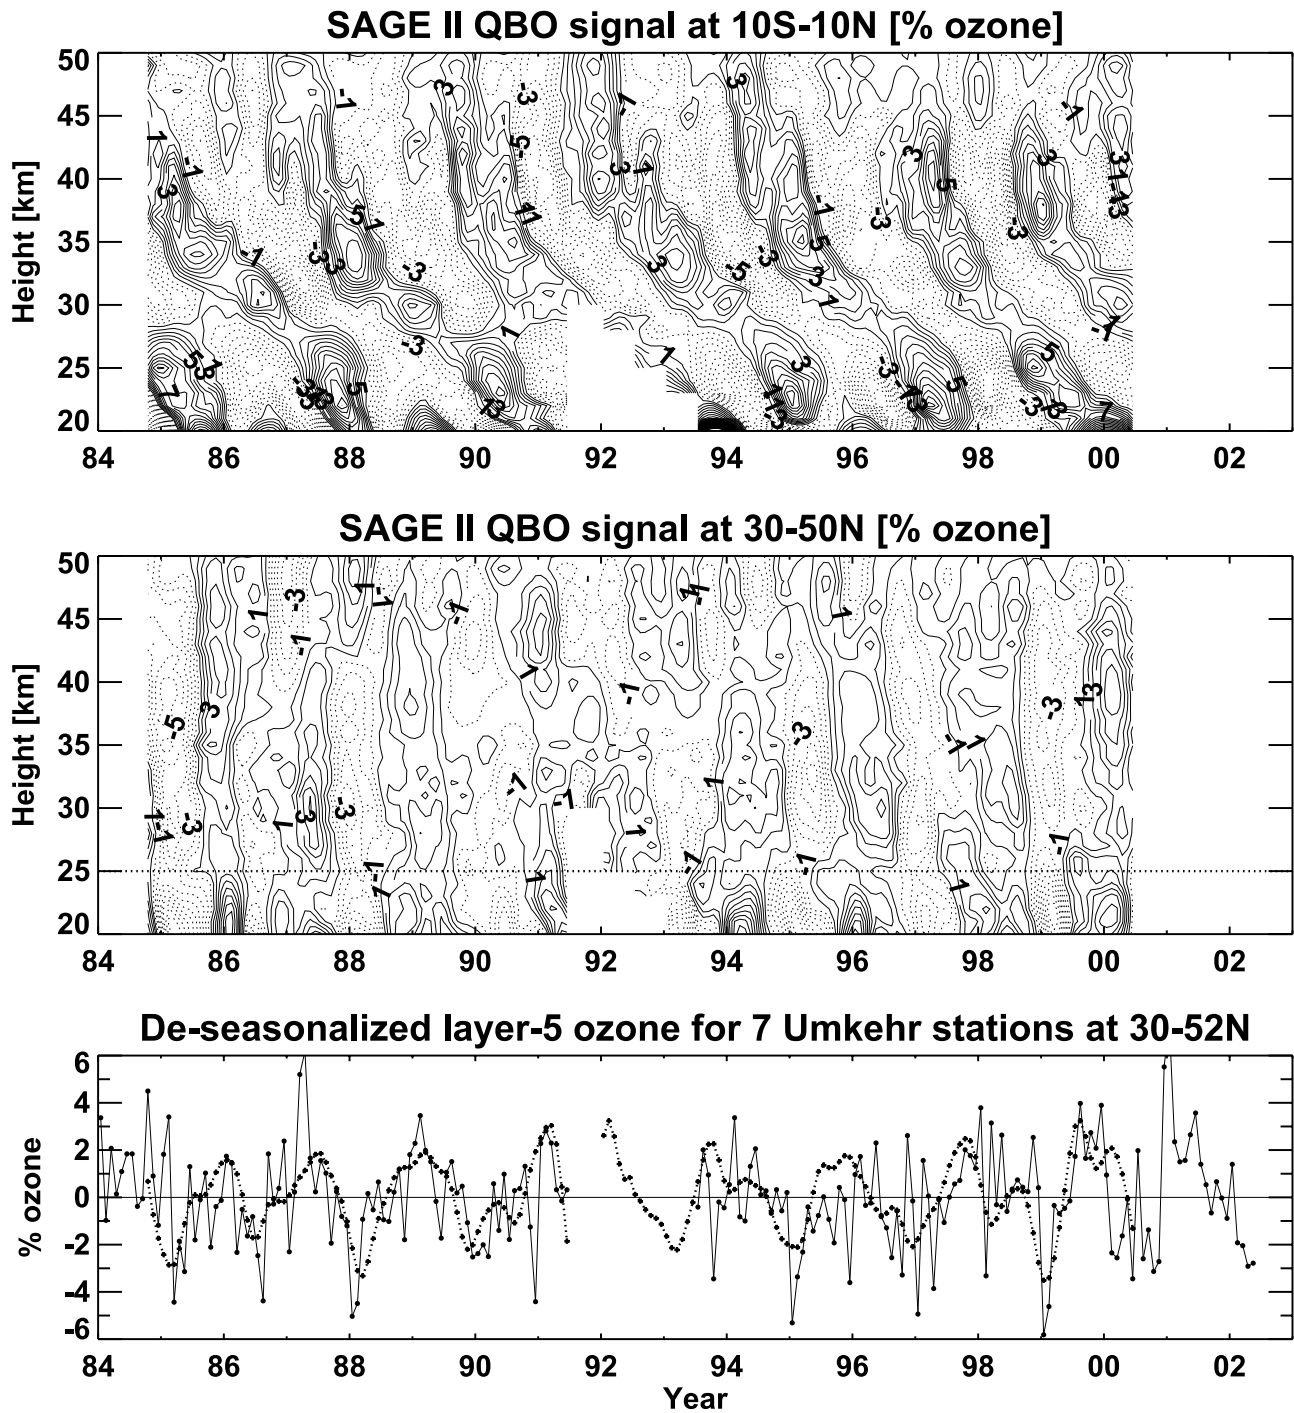 SAGE II QBO signal at 10S-10N [% ozone]
Height [km]
50
45
40
35
30
25
20
84 86 88 90 92 94 96 98 00 02
SAGE II QBO signal at 30-50N [% ozone]
Height [km]
50
45
40
35
30
25
20
84 86 88 90 92 94 96 98 00 02
De-seasonalized layer-5 ozone for 7 Umkehr stations at 30-52N
% ozone
6
4
2
0
-2
-4
-6
84 86 88 90 92 94 96 98 00 02
Year